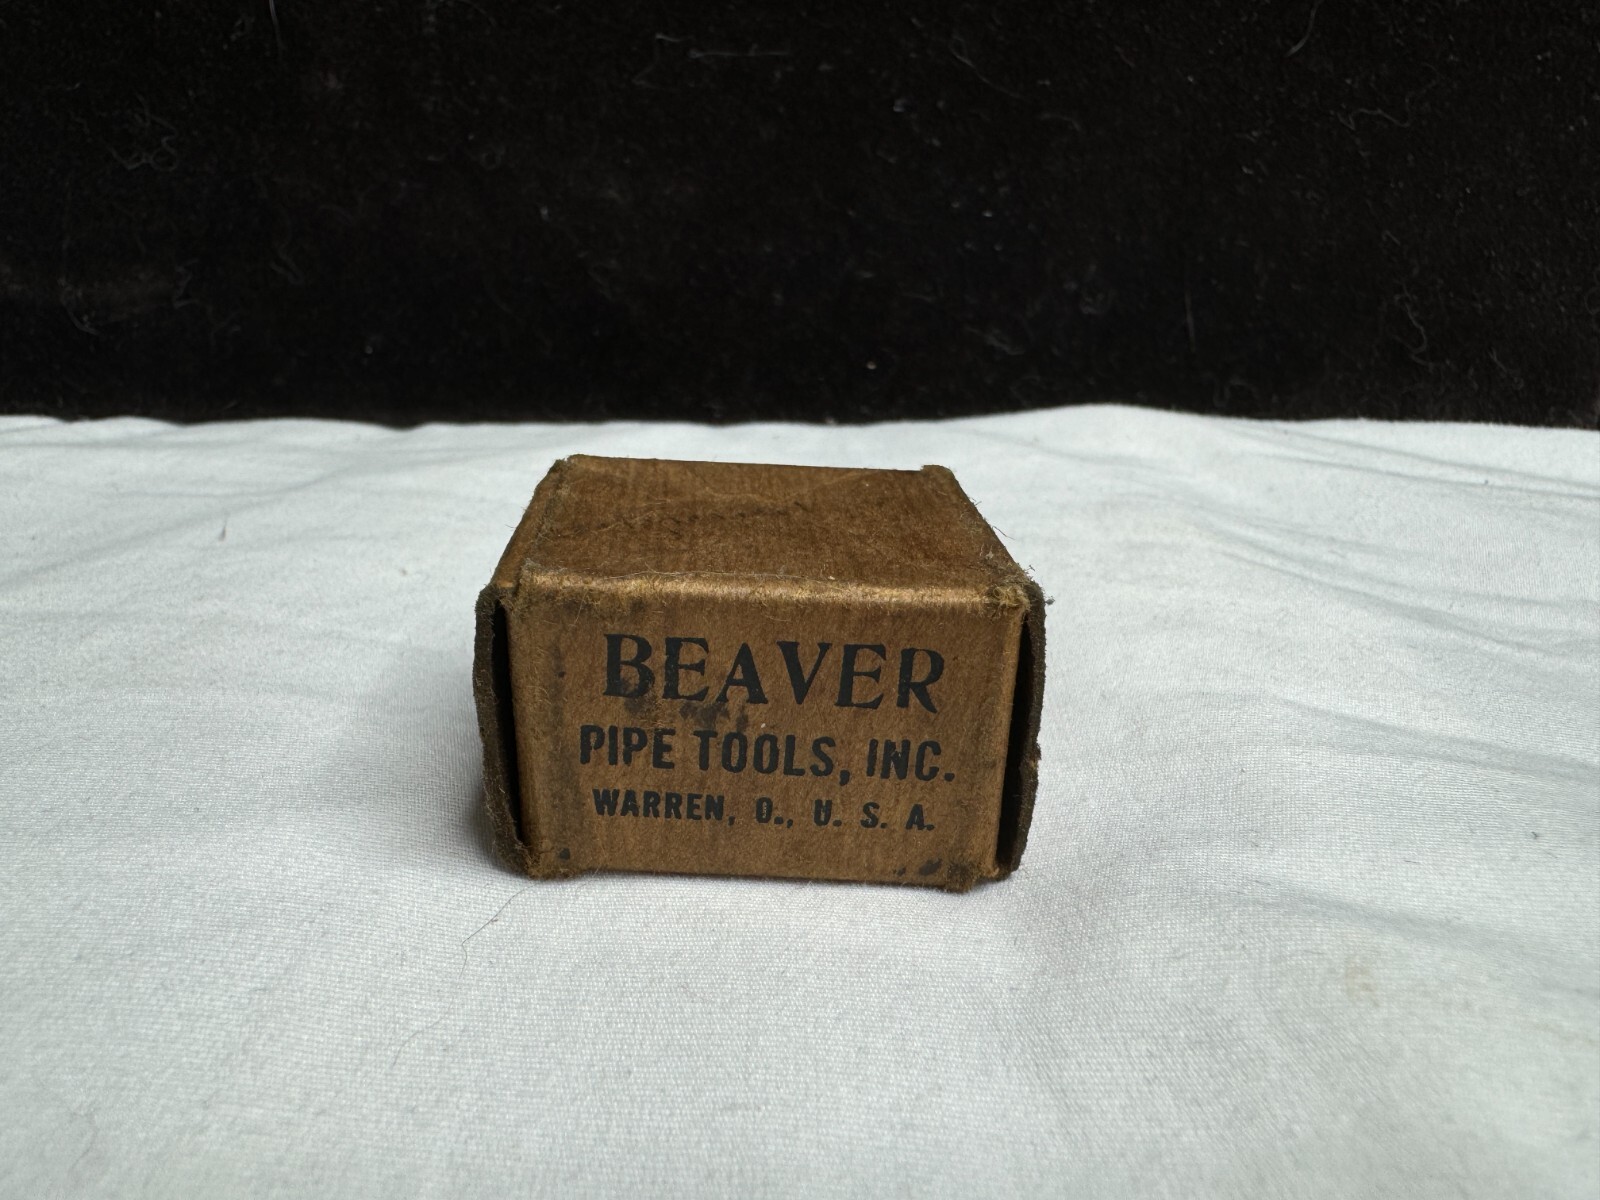 BEAVER
PIPE TOOLS, INC.
WARREN, O., U. S. A.